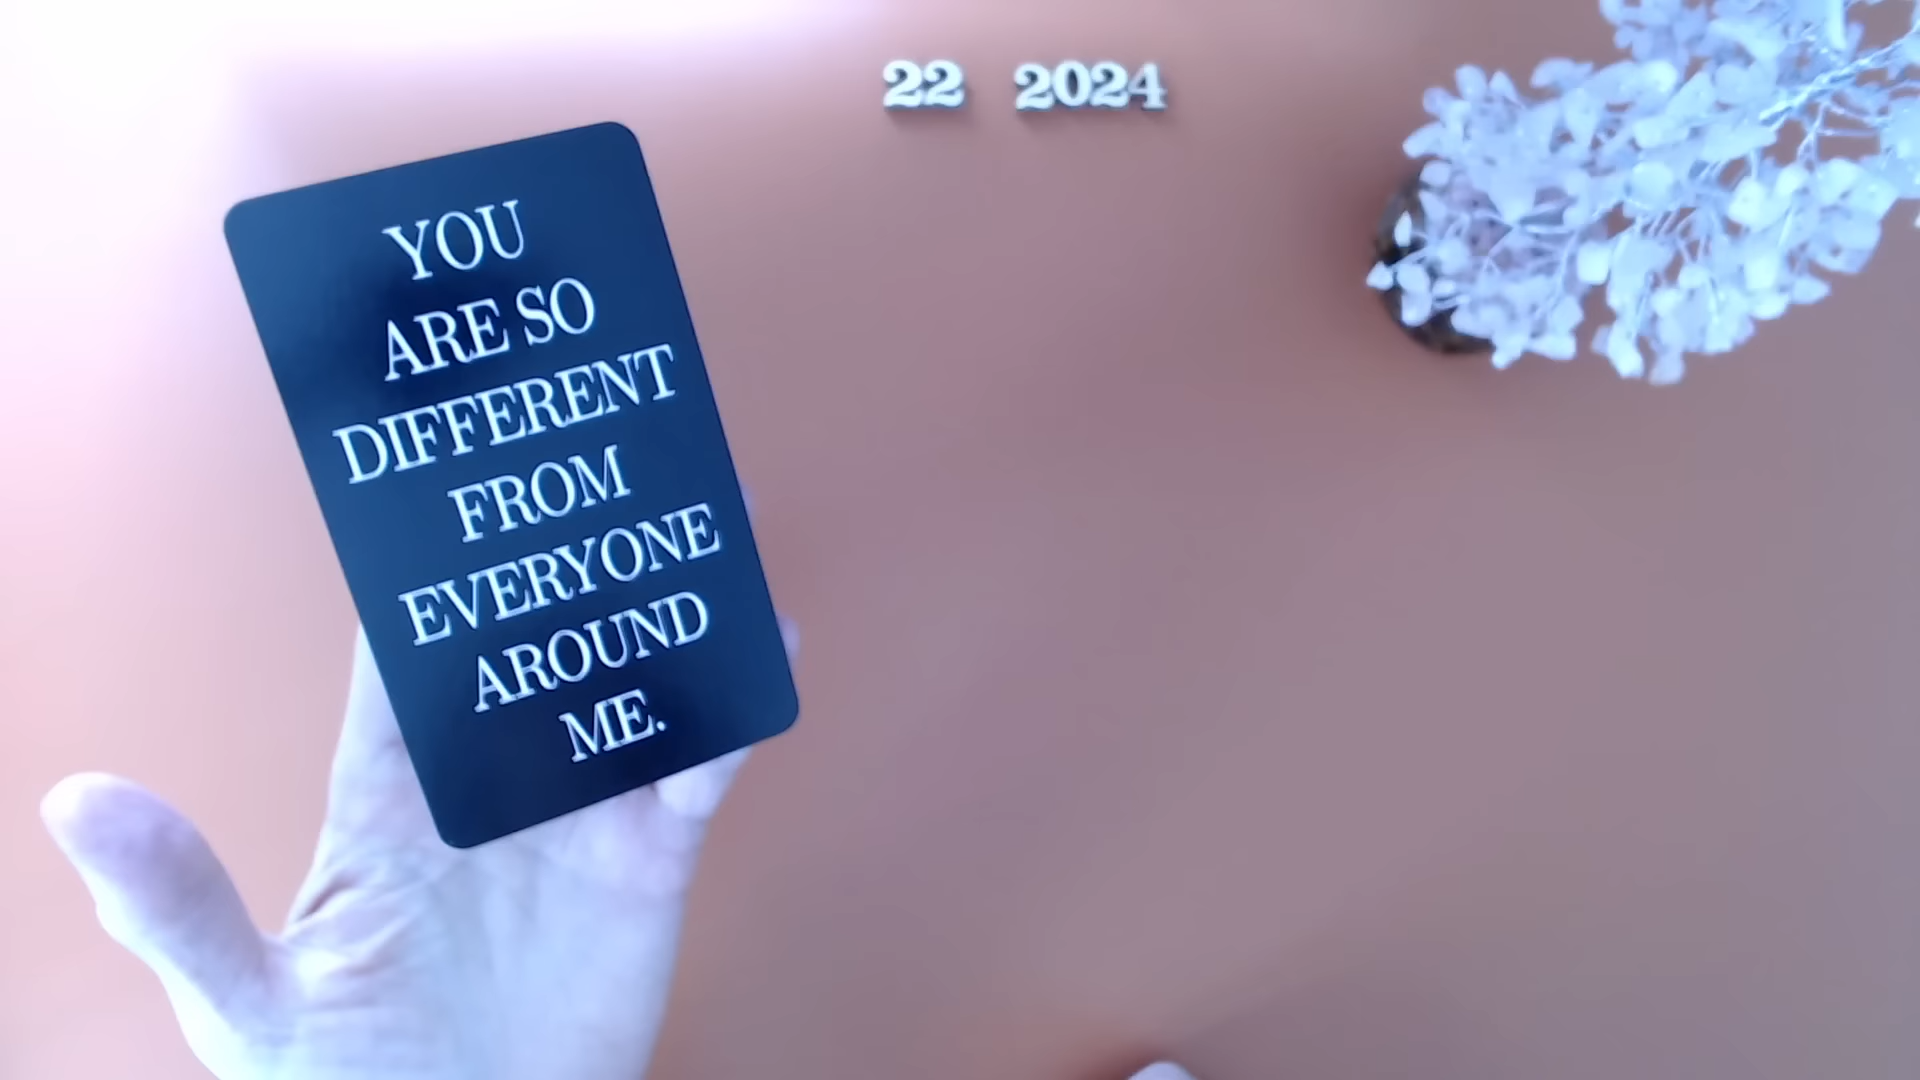 22 2024
YOU
ARE SO
DIFFERENT
FROM
EVERYONE
AROUND
ME.